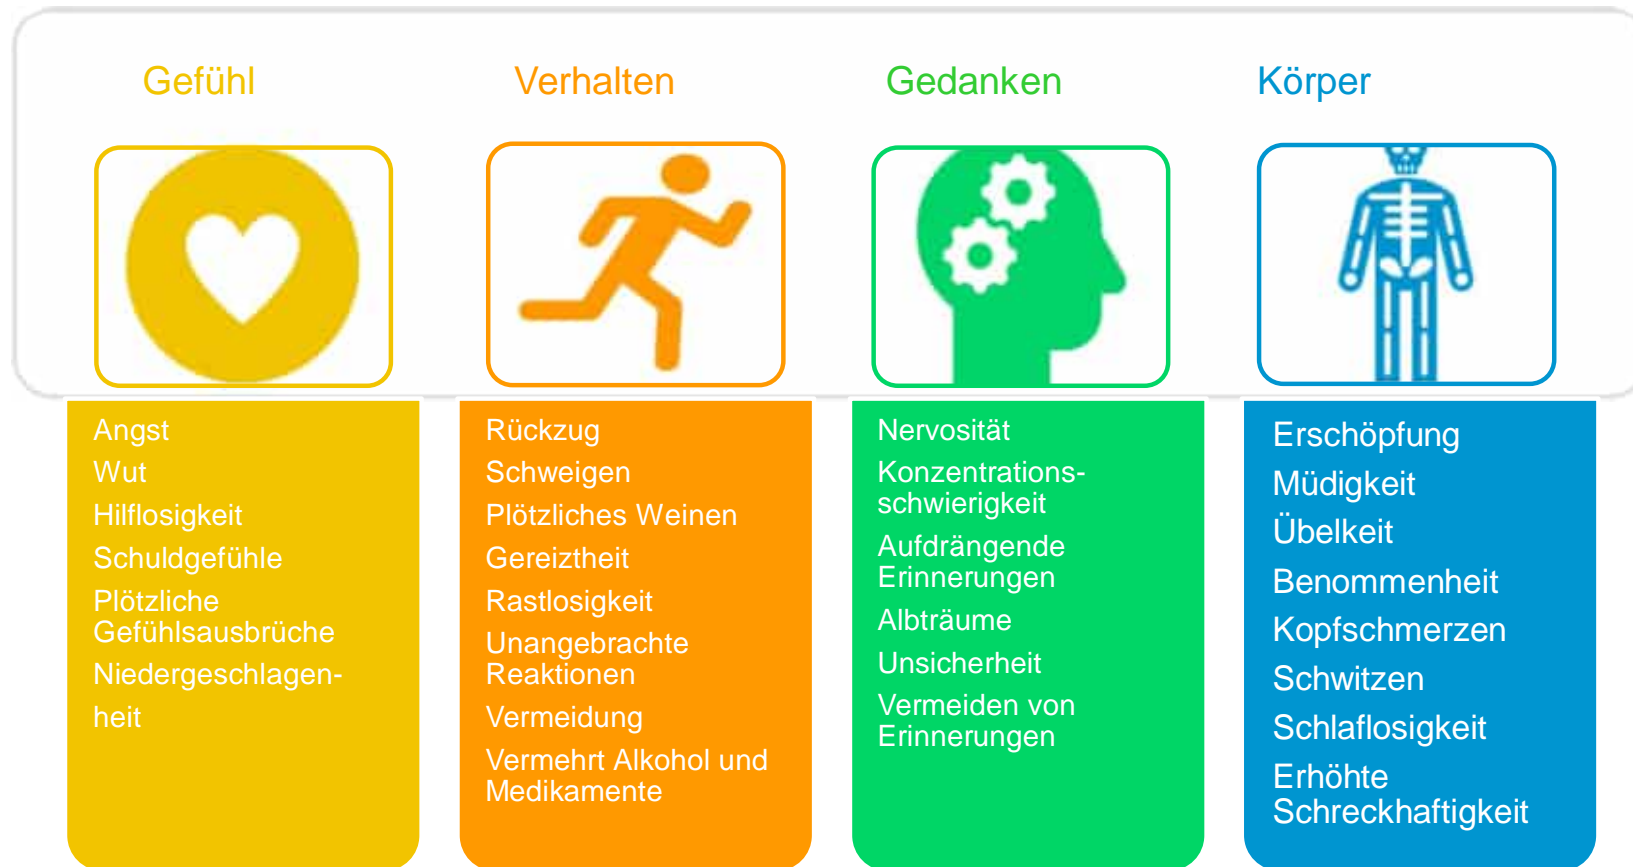 Gefühl
Verhalten
Gedanken
Körper
Angst
Wut
Hilflosigkeit
Schuldgefühle
Plötzliche
Gefühlsausbrüche
Niedergeschlagen-
heit
Rückzug
Schweigen
Plötzliches Weinen
Gereiztheit
Rastlosigkeit
Unangebrachte
Reaktionen
Vermeidung
Vermehrt Alkohol und
Medikamente
Nervosität
Konzentrations-
schwierigkeit
Aufdrängende
Erinnerungen
Albträume
Unsicherheit
Vermeiden von
Erinnerungen
Erschöpfung
Müdigkeit
Übelkeit
Benommenheit
Kopfschmerzen
Schwitzen
Schlaflosigkeit
Erhöhte
Schreckhaftigkeit